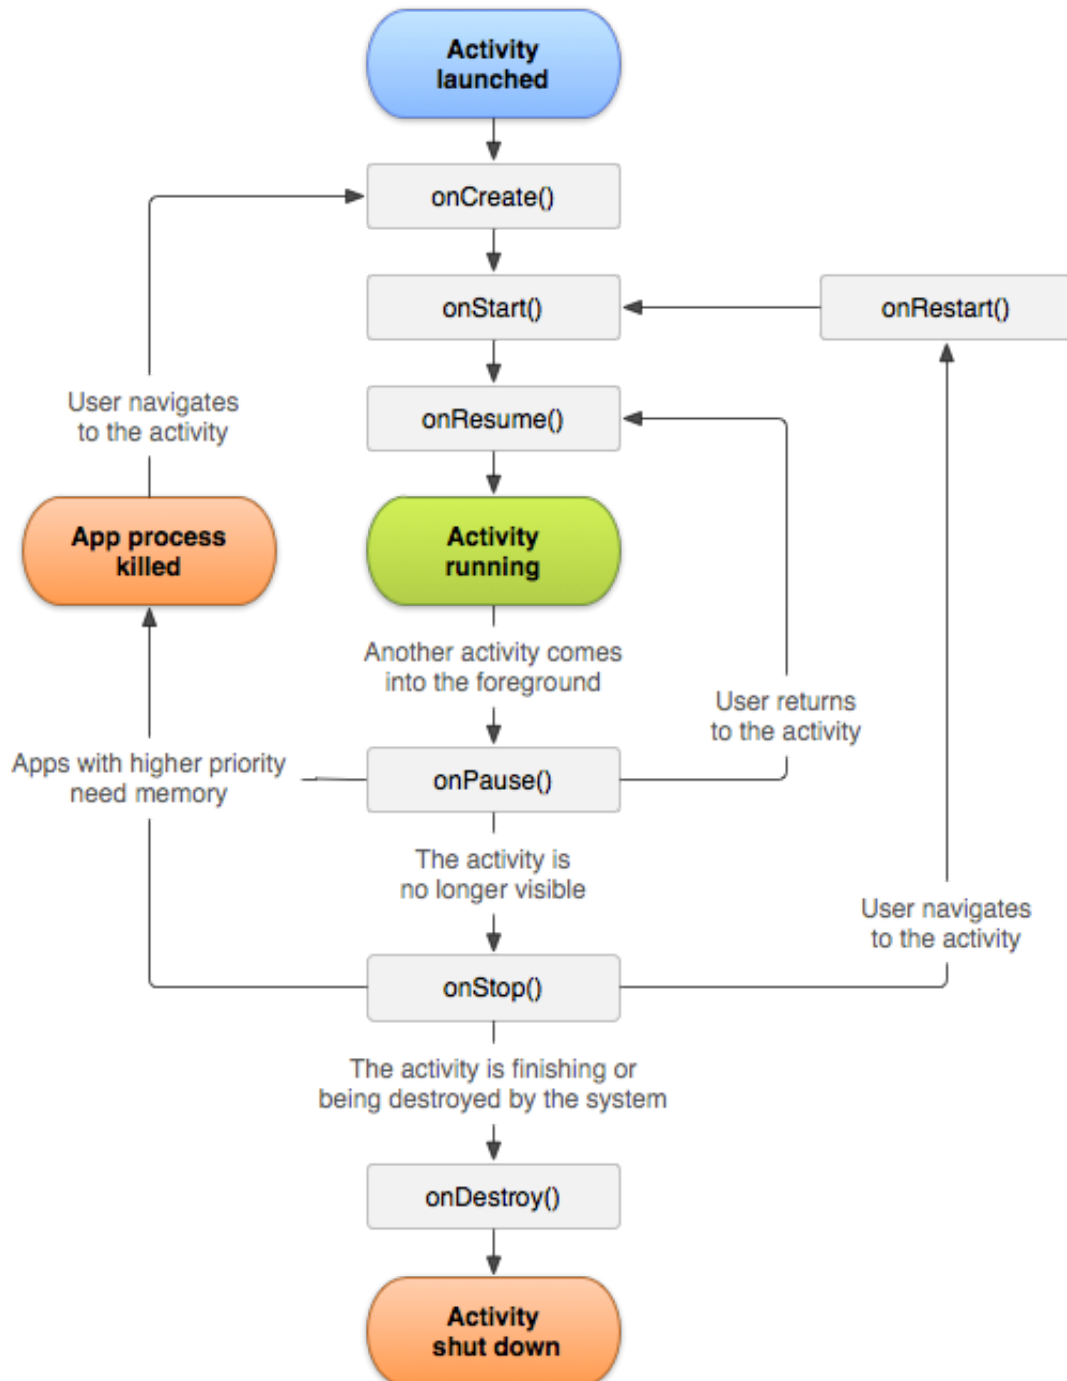 Activity
launched
onCreate()
onStart()
onRestart()
User navigates
to the activity
onResume()
App process
killed
Activity
running
Another activity comes
into the foreground
User returns
to the activity
Apps with higher priority
need memory
onPause()
The activity is
no longer visible
User navigates
to the activity
onStop()
The activity is finishing or
being destroyed by the system
onDestroy()
Activity
shut down